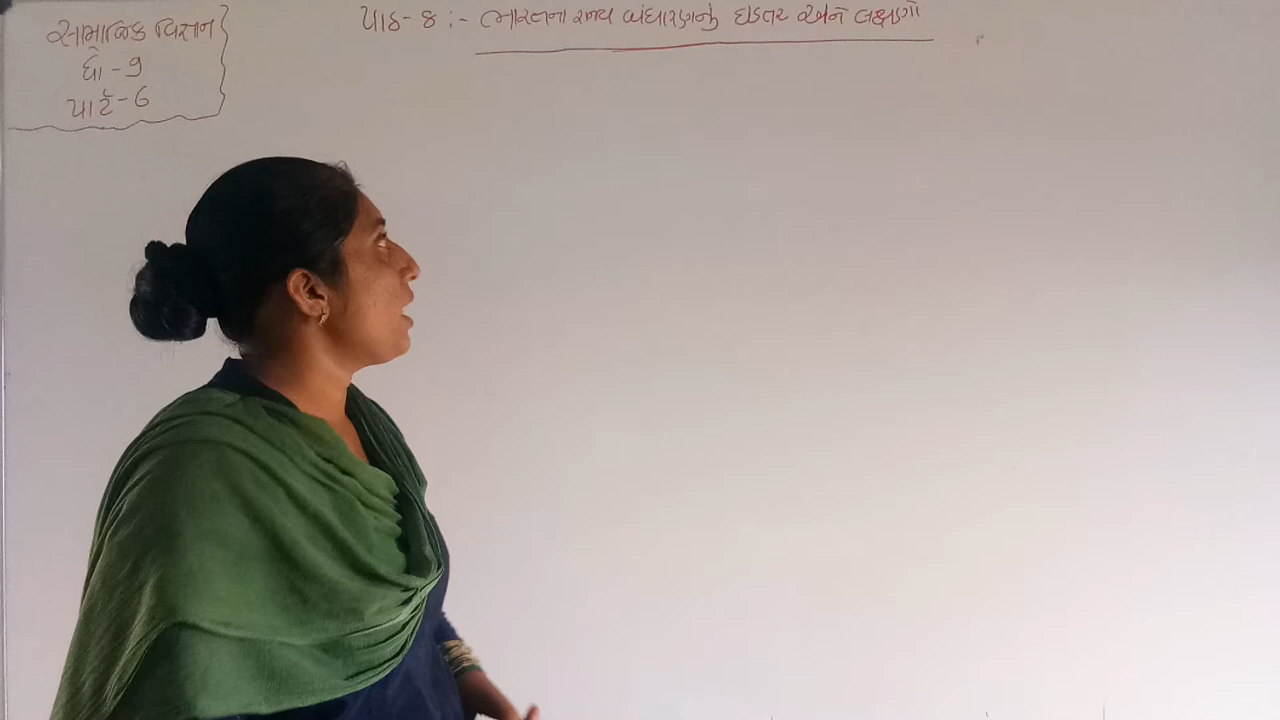 સામાજિક વિજ્ઞાન
ધો-9
પાર્ટ-6
પાઠ-8 :- ભારતના રાજ્ય બંધારણનું ઘડતર અને લક્ષણો